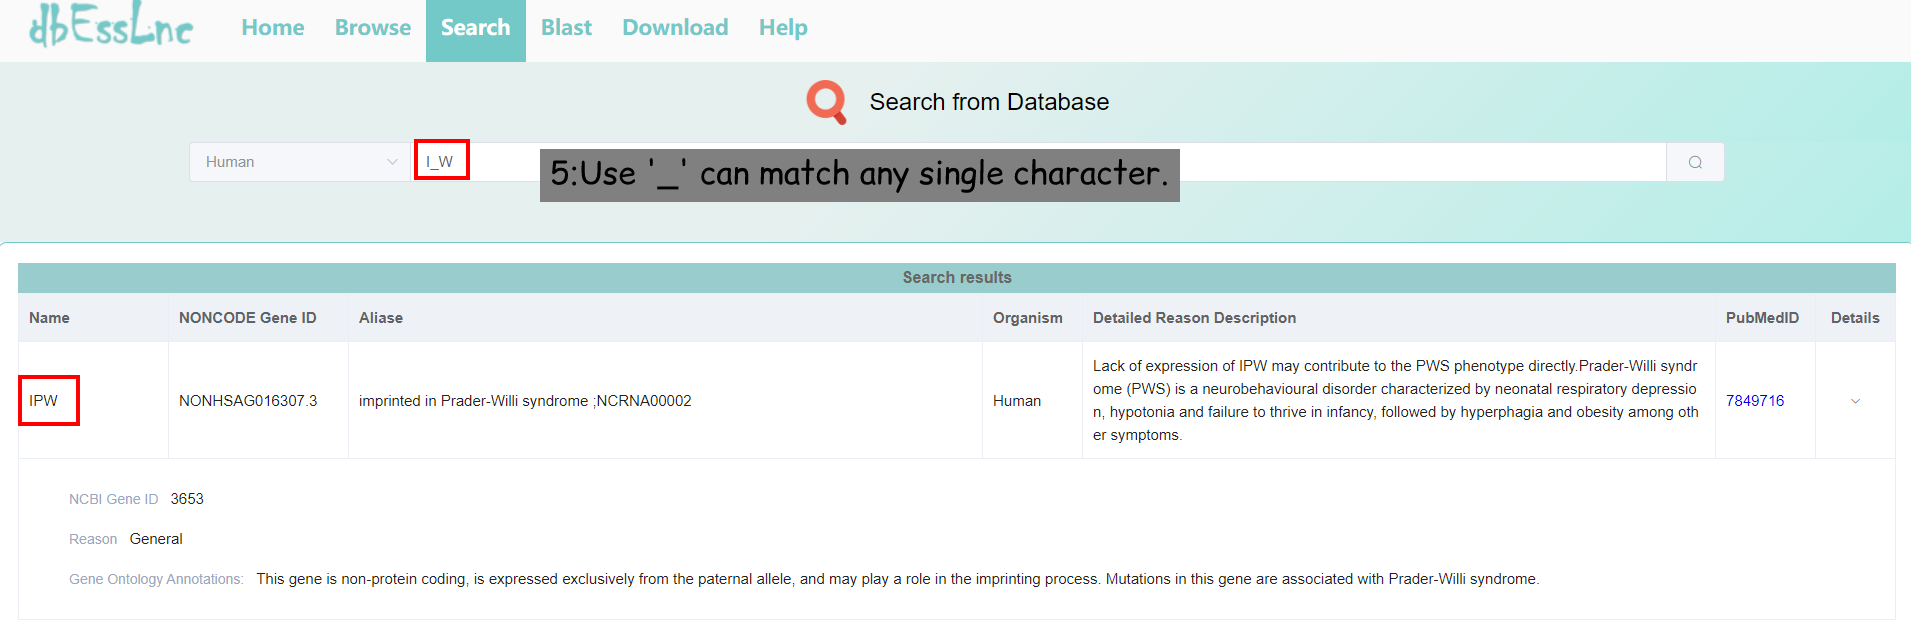 dbEssLnc
Home Browse Search Blast Download Help
Search from Database
Human I_W
5:Use '_' can match any single character.
Search results
Name NONCODE Gene ID Aliase Organism Detailed Reason Description PubMedID Details
IPW NONHSAG016307.3 imprinted in Prader-Willi syndrome ;NCRNA00002 Human
Lack of expression of IPW may contribute to the PWS phenotype directly.Prader-Willi syndr
ome (PWS) is a neurobehavioural disorder characterized by neonatal respiratory depressio
n, hypotonia and failure to thrive in infancy, followed by hyperphagia and obesity among oth
er symptoms.
7849716
NCBI Gene ID 3653
Reason General
Gene Ontology Annotations: This gene is non-protein coding, is expressed exclusively from the paternal allele, and may play a role in the imprinting process. Mutations in this gene are associated with Prader-Willi syndrome.